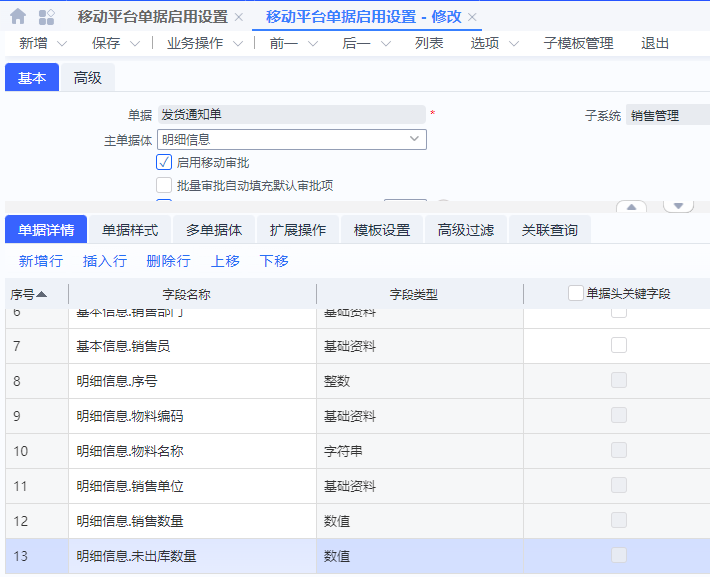 移动平台单据启用设置 × 移动平台单据启用设置 - 修改 ×
新增 保存 业务操作 前一 后一 列表 选项 子模板管理 退出
基本 高级
单据 发货通知单 * 子系统 销售管理
主单据体 明细信息
启用移动审批
批量审批自动填充默认审批项
单据详情 单据样式 多单据体 扩展操作 模板设置 高级过滤 关联查询
新增行 插入行 删除行 上移 下移
序号 字段名称 字段类型 单据头关键字段
6 基本信息.销售部门 基础资料
7 基本信息.销售员 基础资料
8 明细信息.序号 整数
9 明细信息.物料编码 基础资料
10 明细信息.物料名称 字符串
11 明细信息.销售单位 基础资料
12 明细信息.销售数量 数值
13 明细信息.未出库数量 数值